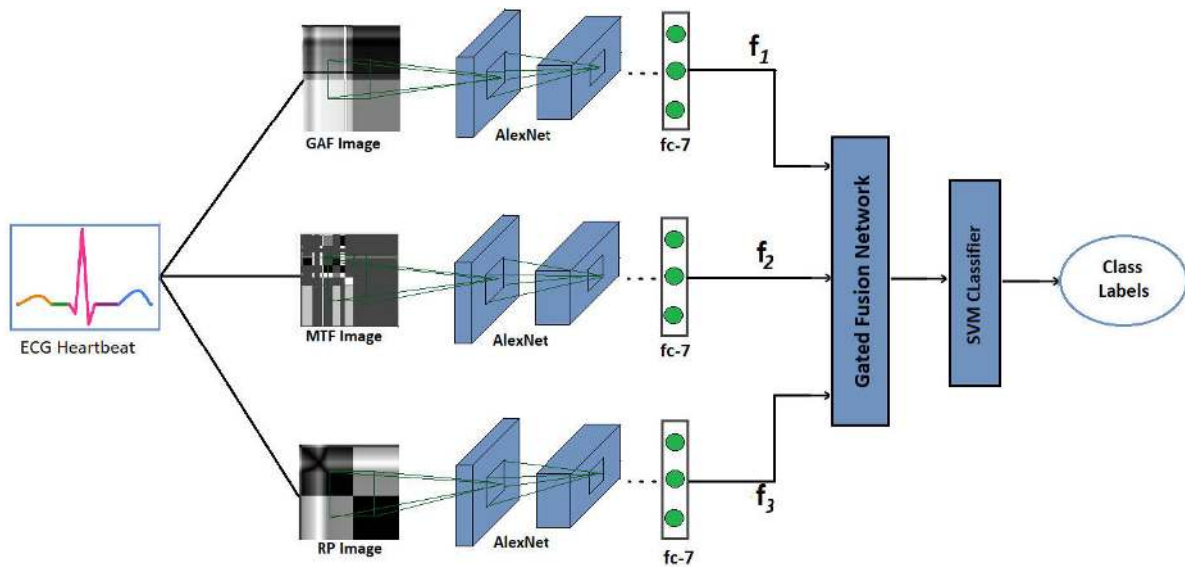 GAF Image
AlexNet
fc-7
f1
ECG Heartbeat
MTF Image
AlexNet
fc-7
f2
RP Image
AlexNet
fc-7
f3
Gated Fusion Network
SVM CLassifier
Class
Labels